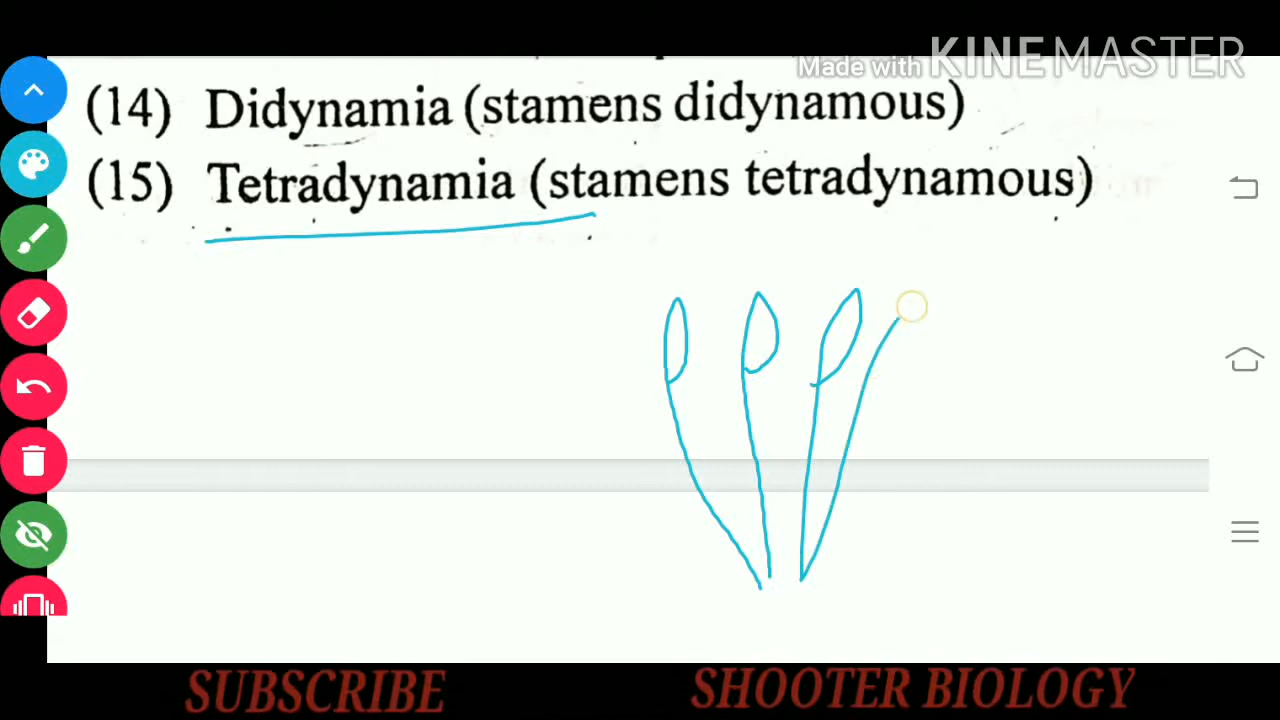 Made with KINEMASTER
(14) Didynamia (stamens didynamous)
(15) Tetradynamia (stamens tetradynamous)
SUBSCRIBE SHOOTER BIOLOGY